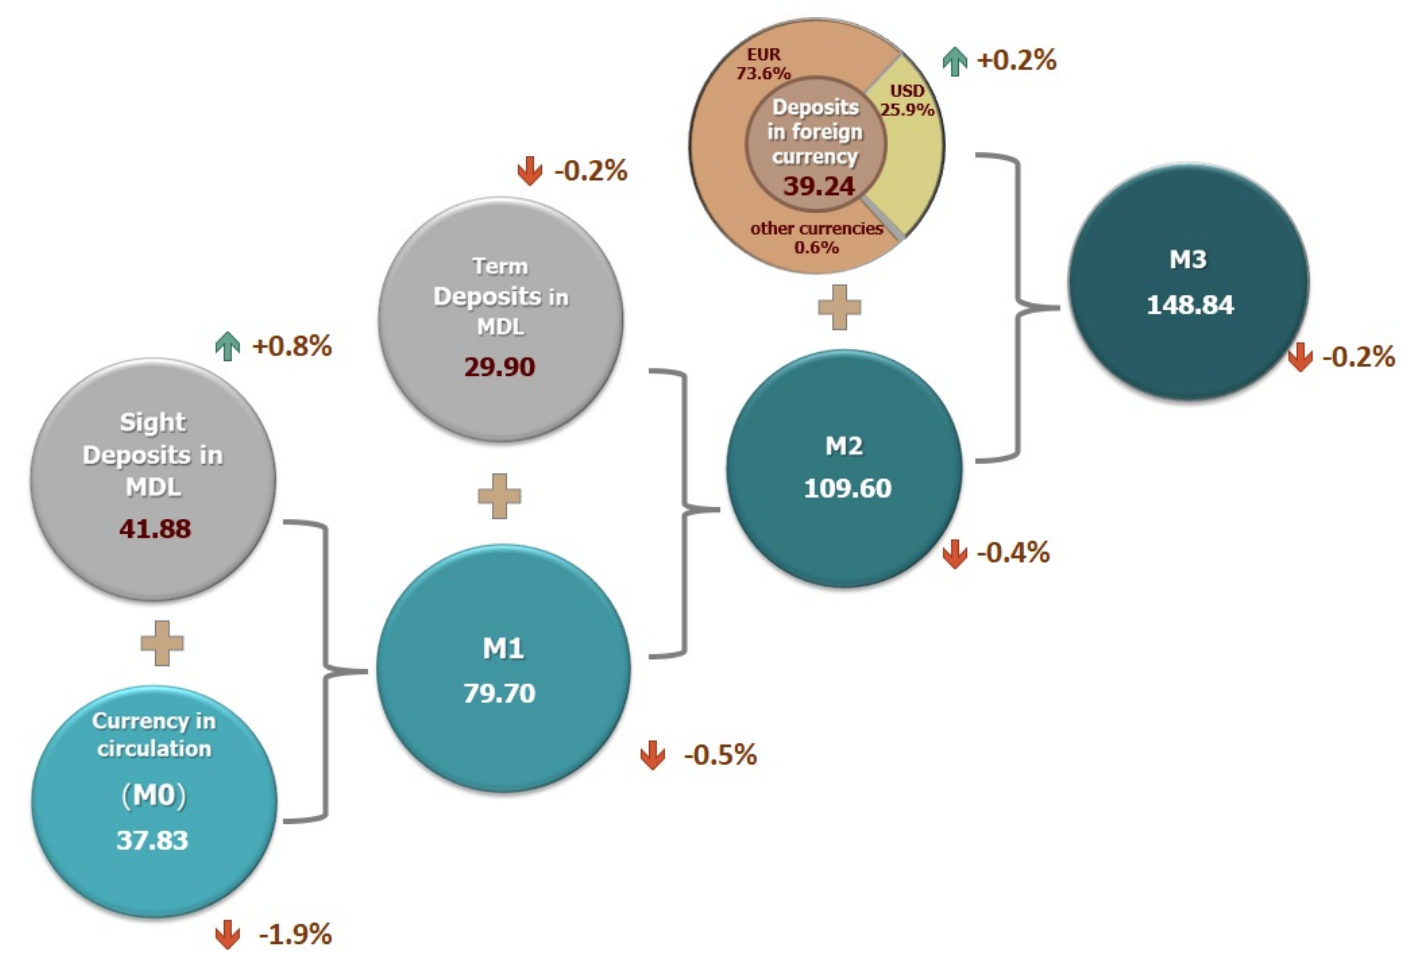 EUR
73.6%
USD
25.9%
Deposits
in foreign
currency
39.24
other currencies
0.6%
+0.2%
-0.2%
Term
Deposits in
MDL
29.90
M3
148.84
-0.2%
+0.8%
Sight
Deposits in
MDL
41.88
M2
109.60
-0.4%
M1
79.70
-0.5%
Currency in
circulation
(M0)
37.83
-1.9%